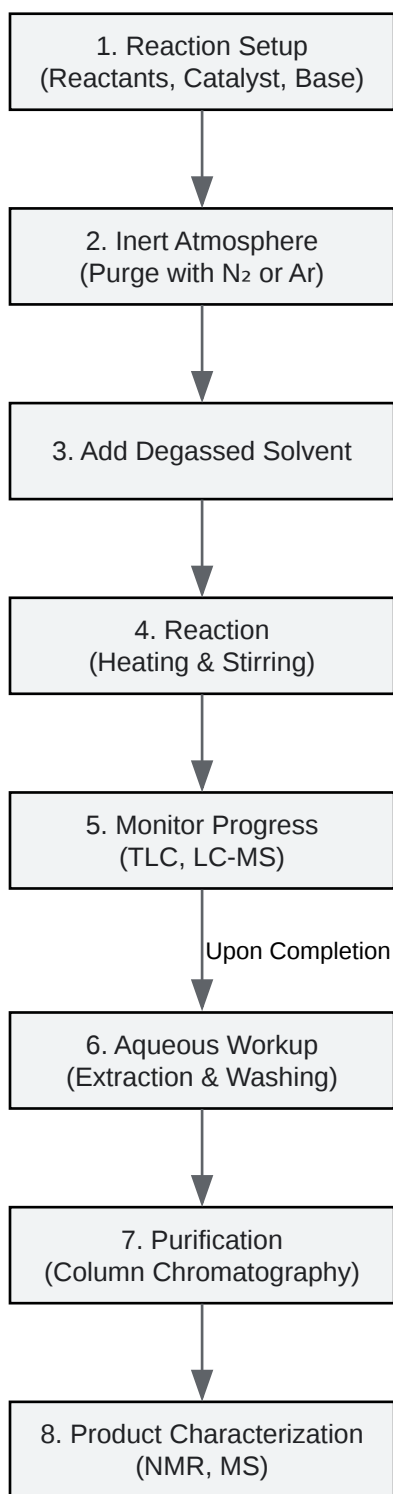 1. Reaction Setup
(Reactants, Catalyst, Base)
2. Inert Atmosphere
(Purge with N₂ or Ar)
3. Add Degassed Solvent
4. Reaction
(Heating & Stirring)
5. Monitor Progress
(TLC, LC-MS)
Upon Completion
6. Aqueous Workup
(Extraction & Washing)
7. Purification
(Column Chromatography)
8. Product Characterization
(NMR, MS)